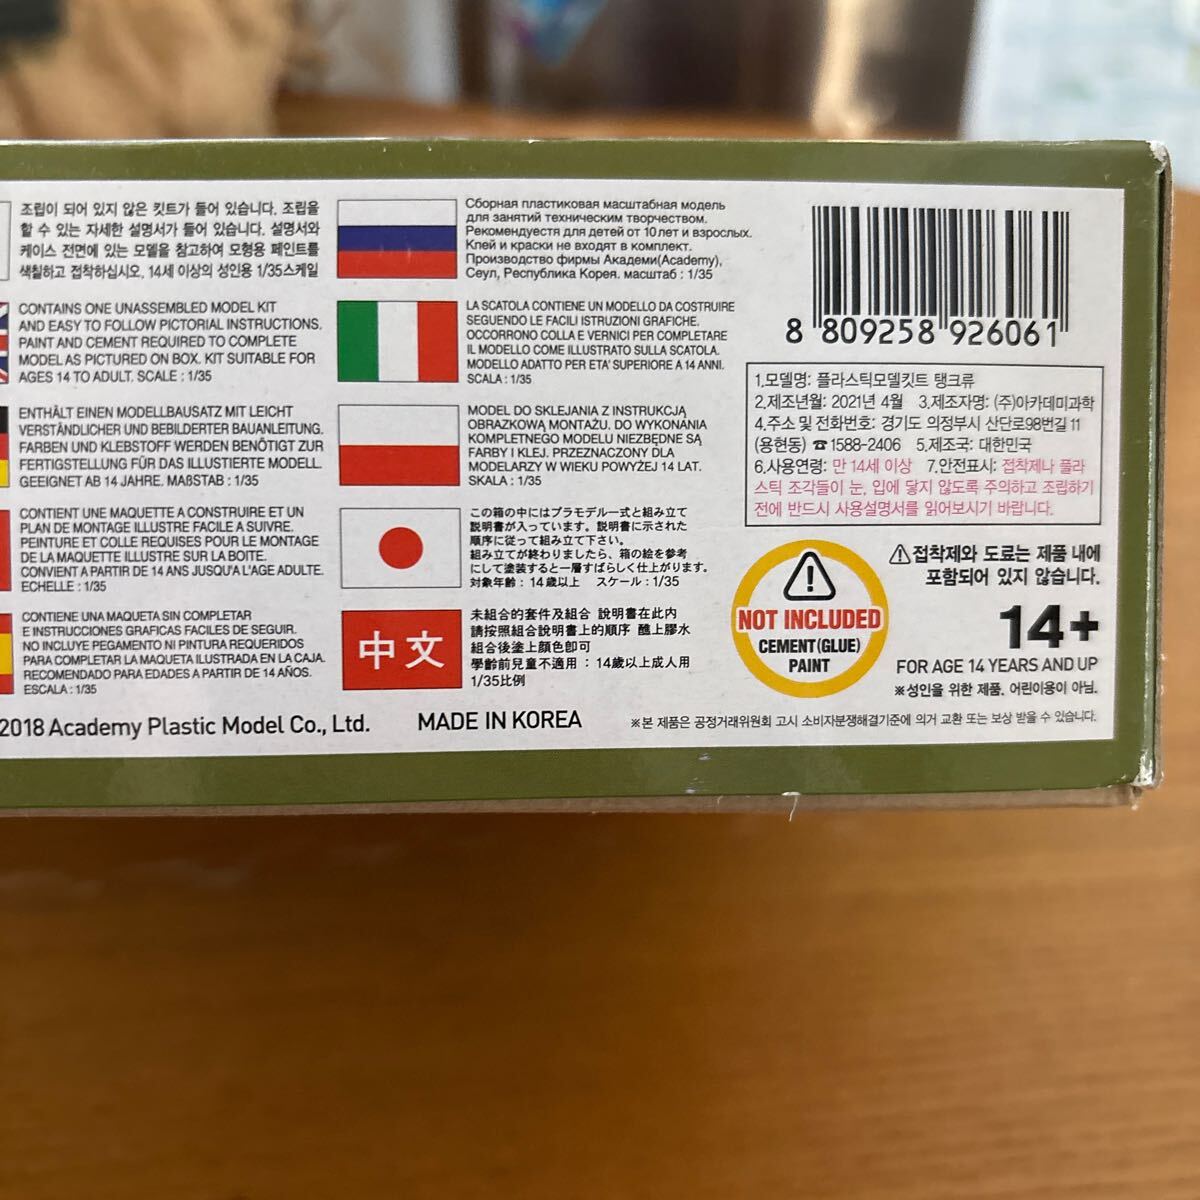 조립이 되어 있지 않은 킷트가 들어 있습니다. 조립을
할 수 있는 자세한 설명서가 들어 있습니다. 설명서와
케이스 전면에 있는 모델을 참고하여 모형용 페인트를
색칠하고 접착하십시오. 14세 이상의 성인용 1/35스케일
CONTAINS ONE UNASSEMBLED MODEL KIT
AND EASY TO FOLLOW PICTORIAL INSTRUCTIONS.
PAINT AND CEMENT REQUIRED TO COMPLETE
MODEL AS PICTURED ON BOX. KIT SUITABLE FOR
AGES 14 TO ADULT. SCALE : 1/35
ENTHÄLT EINEN MODELLBAUSATZ MIT LEICHT
VERSTÄNDLICHER UND BEBILDERTER BAUANLEITUNG.
FARBEN UND KLEBSTOFF WERDEN BENÖTIGT ZUR
FERTIGSTELLUNG FÜR DAS ILLUSTIERTE MODELL.
GEEIGNET AB 14 JAHRE. MAßSTAB : 1/35
CONTIENT UNE MAQUETTE A CONSTRUIRE ET UN
PLAN DE MONTAGE ILLUSTRE FACILE A SUIVRE.
PEINTURE ET COLLE REQUISES POUR LE MONTAGE
DE LA MAQUETTE ILLUSTRE SUR LA BOITE.
CONVIENT A PARTIR DE 14 ANS JUSQU'A L'AGE ADULTE.
ECHELLE : 1/35
CONTIENE UNA MAQUETA SIN COMPLETAR
E INSTRUCCIONES GRAFICAS FACILES DE SEGUIR.
NO INCLUYE PEGAMENTO NI PINTURA REQUERIDOS
PARA COMPLETAR LA MAQUETA ILUSTRADA EN LA CAJA.
RECOMENDADO PARA EDADES A PARTIR DE 14 AÑOS.
ESCALA : 1/35
Сборная пластиковая масштабная модель
для занятий техническим творчеством.
Рекомендуестя для детей от 10 лет и взрослых.
Клей и краски не входят в комплект.
Производство фирмы Академи(Academy),
Сеул, Республика Корея. масштаб : 1/35
LA SCATOLA CONTIENE UN MODELLO DA COSTRUIRE
SEGUENDO LE FACILI ISTRUZIONI GRAFICHE.
OCCORRONO COLLA E VERNICI PER COMPLETARE
IL MODELLO COME ILLUSTRATO SULLA SCATOLA.
MODELLO ADATTO PER ETA' SUPERIORE A 14 ANNI.
SCALA : 1/35
MODEL DO SKLEJANIA Z INSTRUKCJĄ
OBRAZKOWĄ MONTAŻU. DO WYKONANIA
KOMPLETNEGO MODELU NIEZBĘDNE SĄ
FARBY I KLEJ. PRZEZNACZONY DLA
MODELARZY W WIEKU POWYŻEJ 14 LAT.
SKALA : 1/35
この箱の中にはプラモデル一式と組み立て
説明書が入っています。説明書に示された
順序に従って組み立て下さい。
組み立てが終わりましたら、箱の絵を参考
にして塗装すると一層すばらしく仕上がります。
対象年齢 : 14歳以上 スケール : 1/35
中文
未組合的套件及組合 說明書在此內
請按照組合說明書上的順序 醮上膠水
組合後塗上顏色即可
學齡前兒童不適用 : 14歲以上成人用
1/35比例
8 809258 926061
1.모델명: 플라스틱모델킷트 탱크류
2.제조년월: 2021년 4월 3.제조자명: (주)아카데미과학
4.주소 및 전화번호: 경기도 의정부시 산단로98번길 11
(용현동) ☎1588-2406 5.제조국: 대한민국
6.사용연령: 만 14세 이상 7.안전표시: 접착제나 플라
스틱 조각들이 눈, 입에 닿지 않도록 주의하고 조립하기
전에 반드시 사용설명서를 읽어보시기 바랍니다.
NOT INCLUDED
CEMENT(GLUE)
PAINT
⚠접착제와 도료는 제품 내에
포함되어 있지 않습니다.
14+
FOR AGE 14 YEARS AND UP
※성인을 위한 제품. 어린이용이 아님.
2018 Academy Plastic Model Co., Ltd. MADE IN KOREA
※본 제품은 공정거래위원회 고시 소비자분쟁해결기준에 의거 교환 또는 보상 받을 수 있습니다.